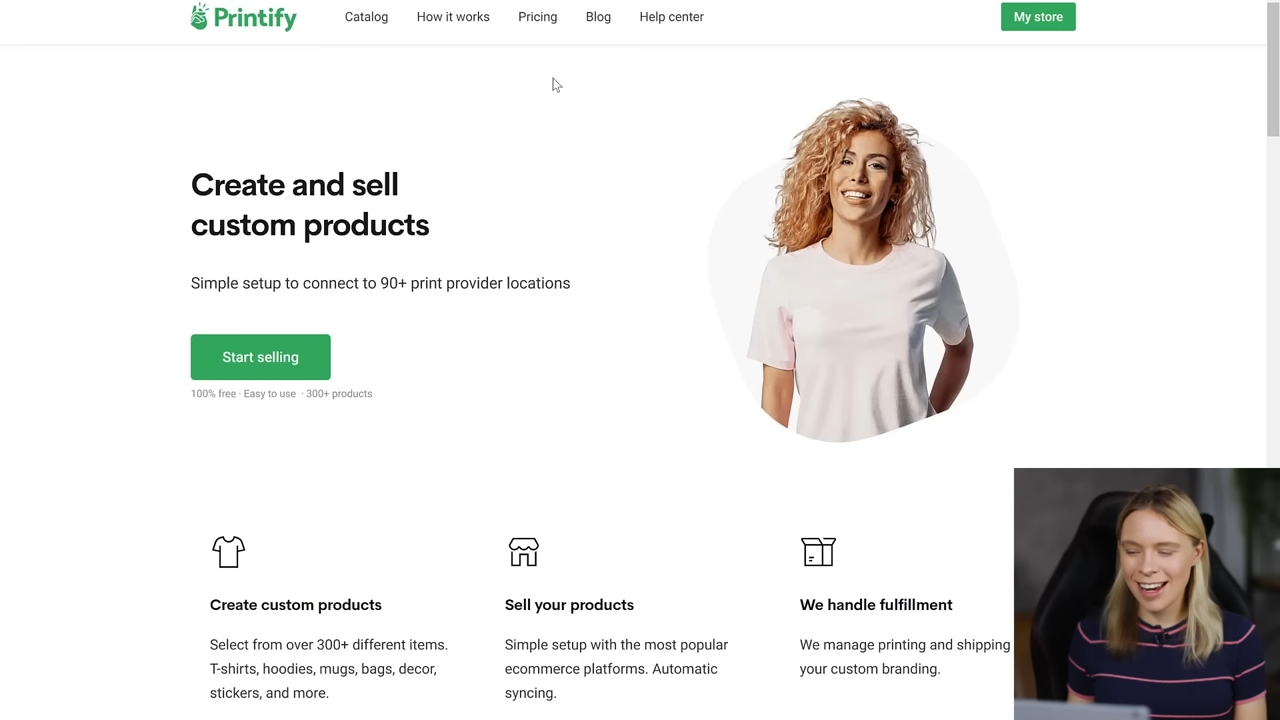 Printify
Catalog
How it works
Pricing
Blog
Help center
My store
Create and sell
custom products
Simple setup to connect to 90+ print provider locations
Start selling
100% free · Easy to use · 300+ products
Create custom products
Select from over 300+ different items.
T-shirts, hoodies, mugs, bags, decor,
stickers, and more.
Sell your products
Simple setup with the most popular
ecommerce platforms. Automatic
syncing.
We handle fulfillment
We manage printing and shipping
your custom branding.